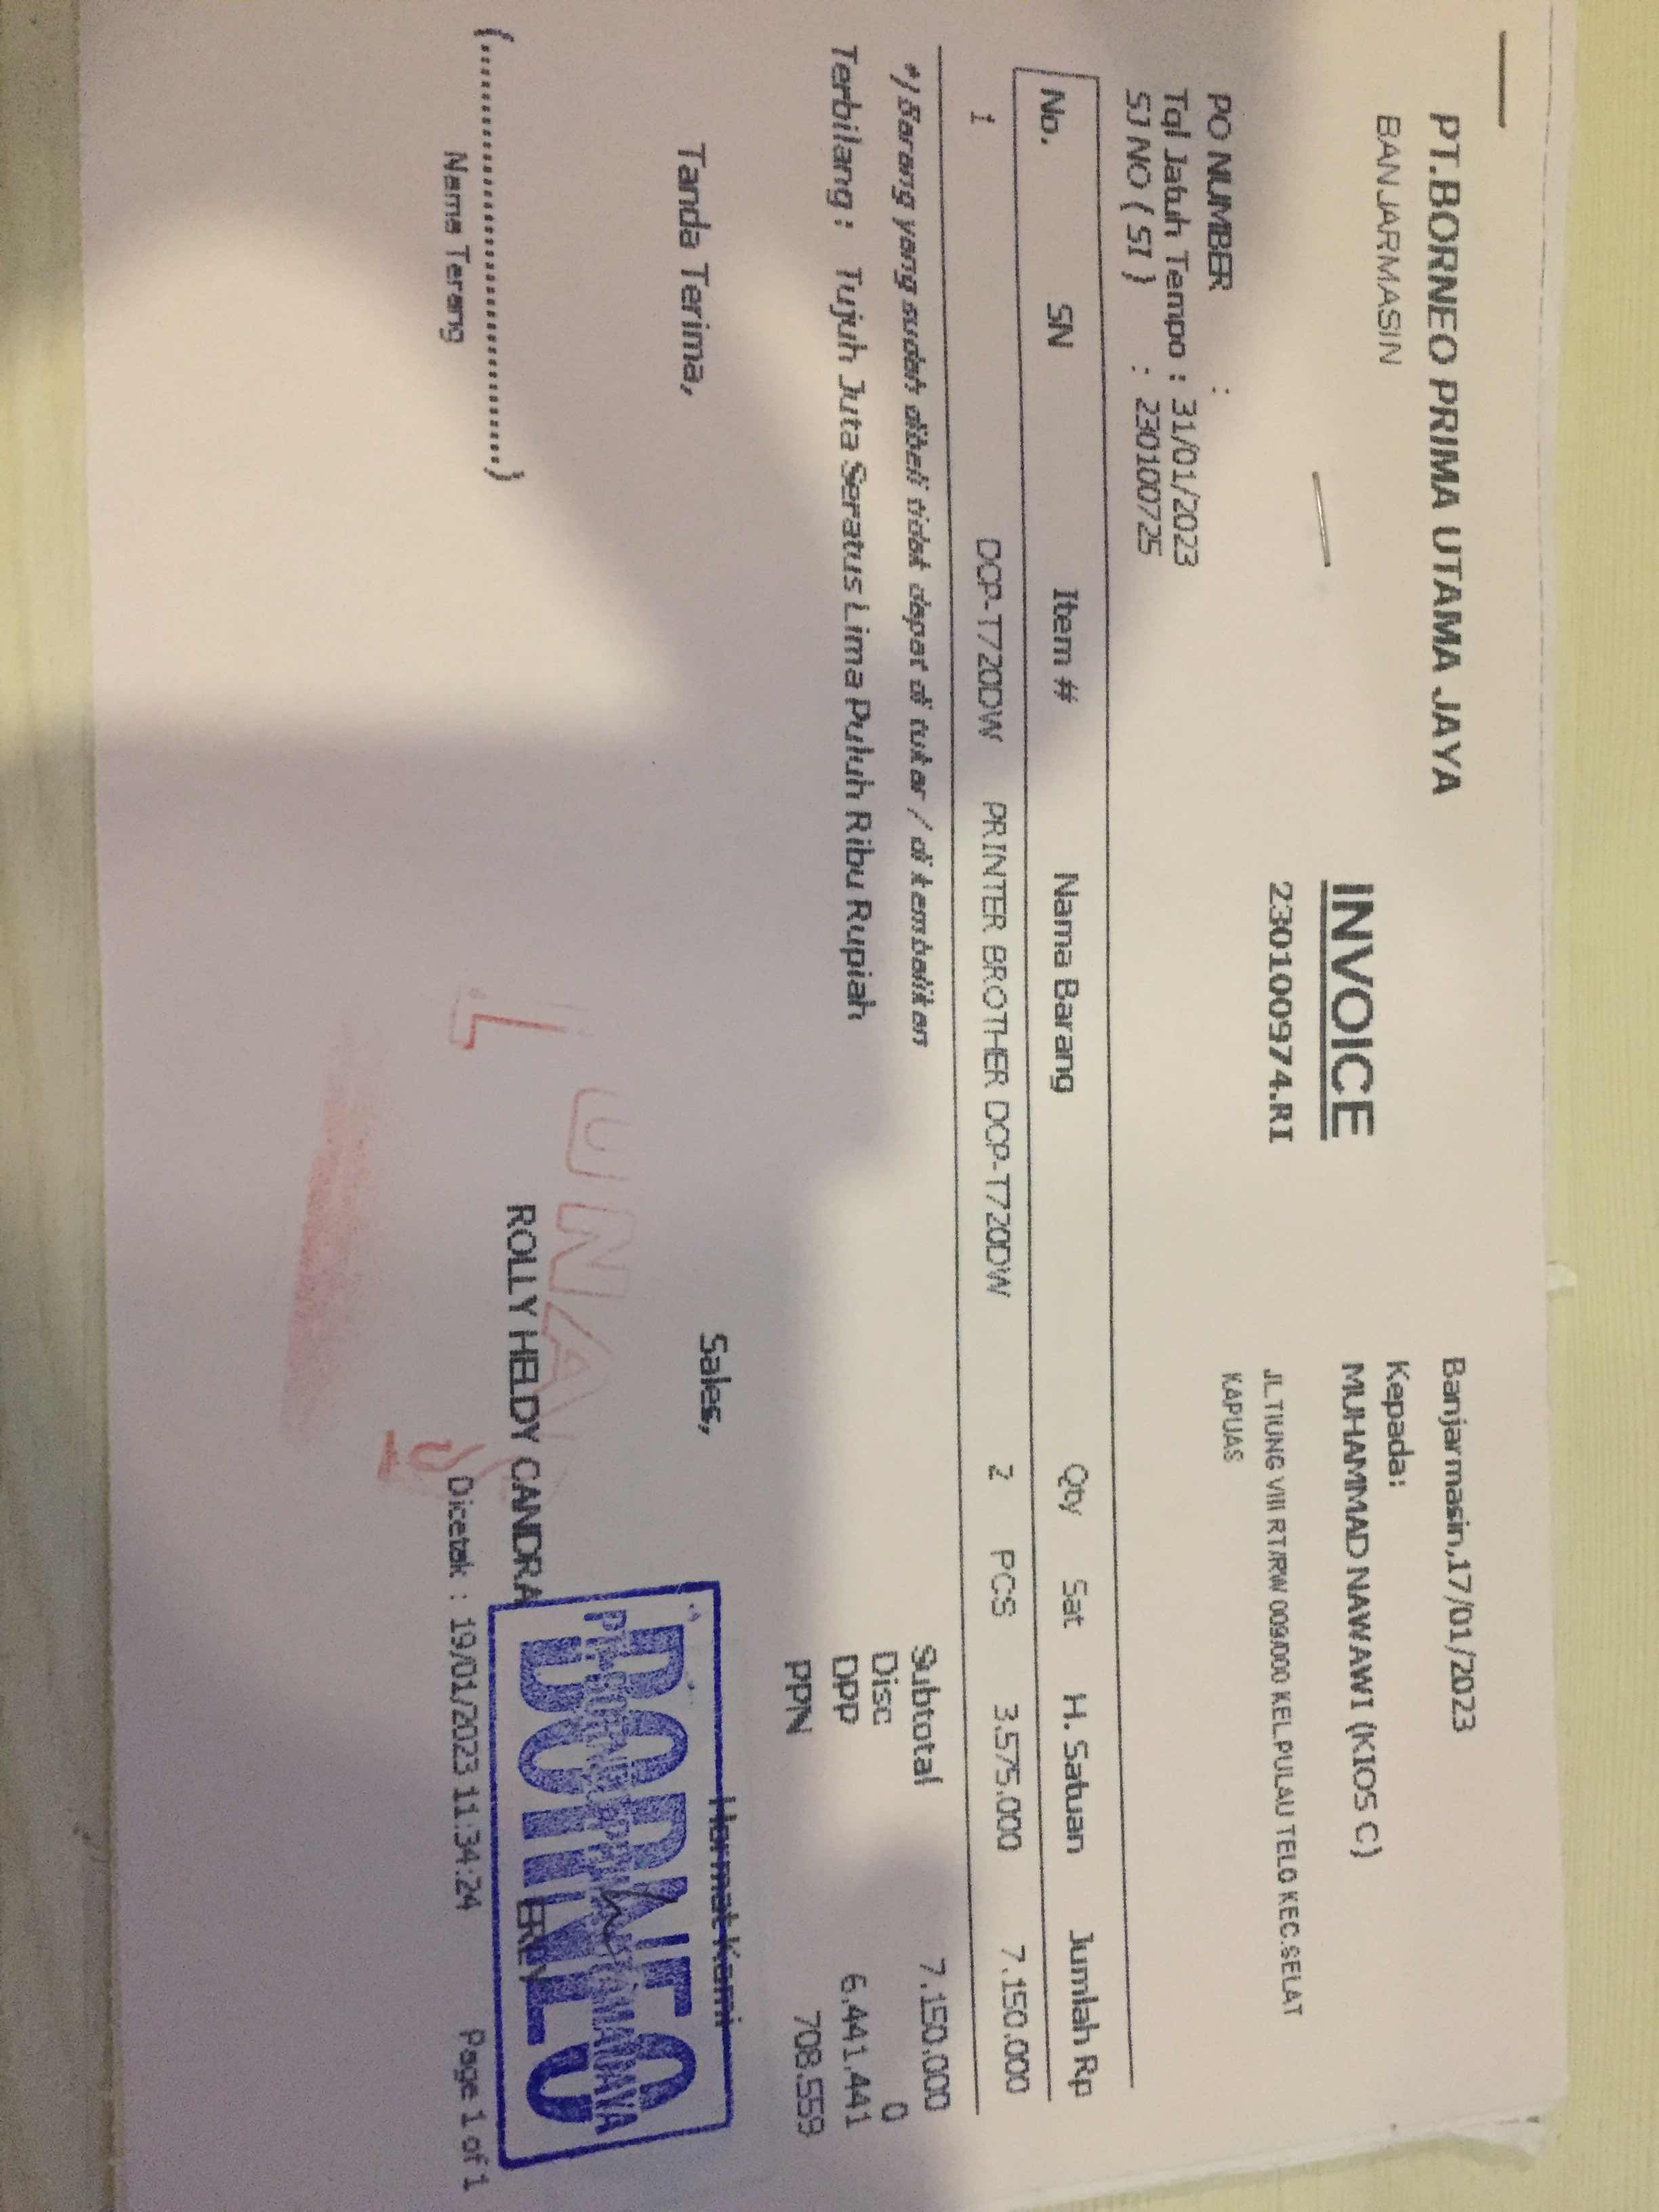 PT.BORNEO PRIMA UTAMA JAYA
BANJARMASIN
INVOICE
230100974.RI
Banjarmasin,17/01/2023
Kepada:
MUHAMMAD NAWAWI (KIOS C)
JL.TIUNG VIII RT/RW 009/000 KEL.PULAU TELO KEC.SELAT
KAPUAS
PO NUMBER :
Tgl Jatuh Tempo : 31/01/2023
SJ NO ( SI ) : 230100725
No. SN Item # Nama Barang Qty Sat H. Satuan Jumlah Rp
1 DCP-T720DW PRINTER BROTHER DCP-T720DW 2 PCS 3.575.000 7.150.000
*) Barang yang sudah dibeli tidak dapat di tukar / di kembalikan
Terbilang : Tujuh Juta Seratus Lima Puluh Ribu Rupiah
Subtotal 7.150.000
Disc 0
DPP 6.441.441
PPN 708.559
Tanda Terima,
Sales,
Hormat Kami
LUNAS
BORNEO
(..............................)
Nama Terang
ROLLY HELDY CANDRA
Dicetak : 19/01/2023 11:34:24 Page 1 of 1